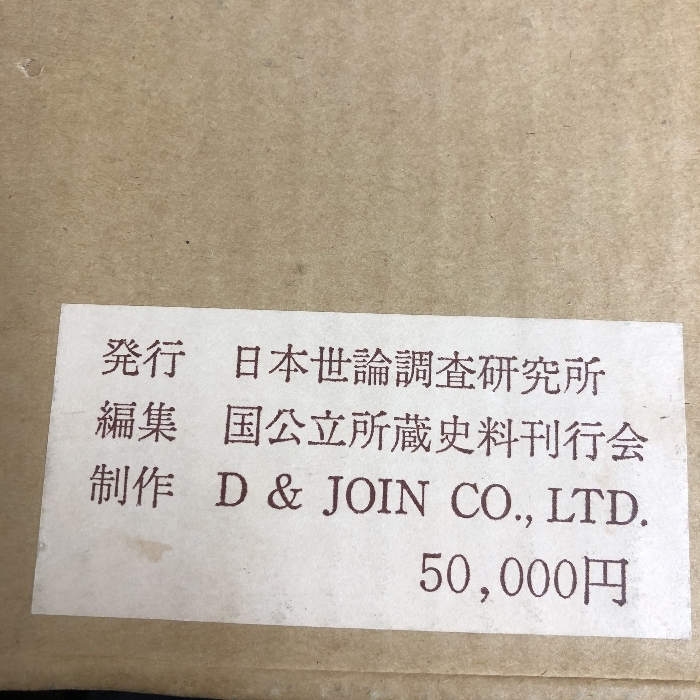 発行 日本世論調査研究所
編集 国公立所蔵史料刊行会
制作 D & JOIN CO., LTD.
50,000円